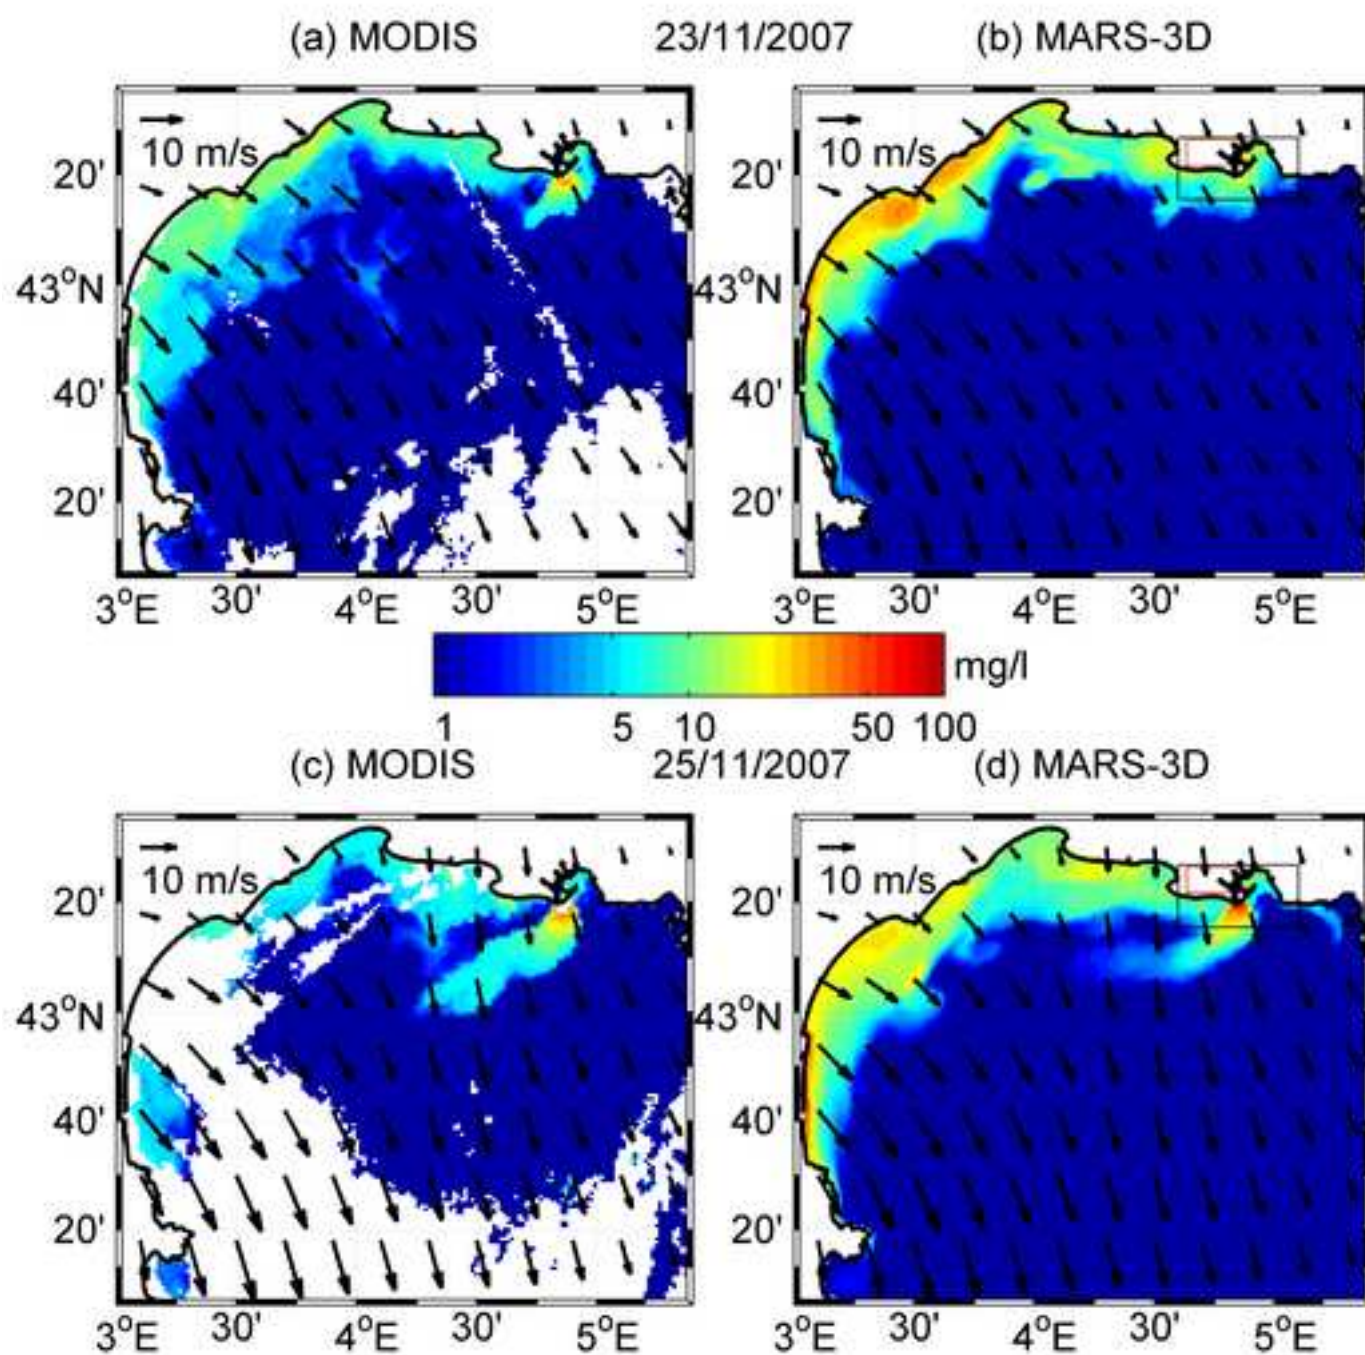 (a) MODIS 23/11/2007 (b) MARS-3D
10 m/s 10 m/s
20' 20'
43°N 43°N
40' 40'
20' 20'
3°E 30' 4°E 30' 5°E 3°E 30' 4°E 30' 5°E
mg/l
1 5 10 50 100
(c) MODIS 25/11/2007 (d) MARS-3D
10 m/s 10 m/s
20' 20'
43°N 43°N
40' 40'
20' 20'
3°E 30' 4°E 30' 5°E 3°E 30' 4°E 30' 5°E